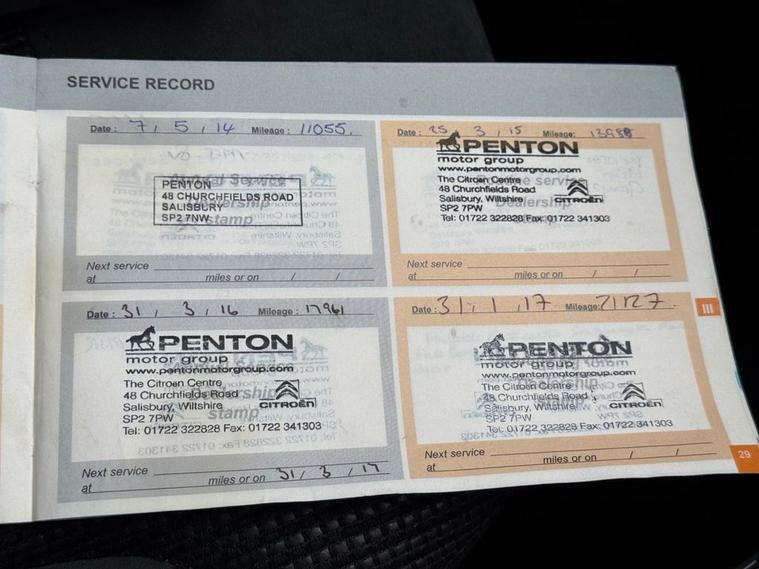 SERVICE RECORD
Date: 7, 5, 14 Mileage: 11055.
PENTON
48 CHURCHFIELDS ROAD
SALISBURY
SP2 7NW
stamp
Next service
at miles or on / /
Date: 25 3, 15 Mileage:
PENTON
motor group
www.pentonmotorgroup.com
The Citroën Centre
48 Churchfields Road
Salisbury, Wiltshire
SP2 7PW
CITROËN
Dealership
Tel: 01722 322828 Fax: 01722 341303
Next service
at miles or on / /
Date: 31, 3, 16 Mileage: 17961
PENTON
motor group
www.pentonmotorgroup.com
The Citroën Centre
48 Churchfields Road
Salisbury, Wiltshire
SP2 7PW
CITROËN
stamp
Tel: 01722 322828 Fax: 01722 341303
Next service
at miles or on 31, 3, 17
Date: 31, 1, 17 Mileage: 21127.
PENTON
motor group
www.pentonmotorgroup.com
The Citroën Centre
48 Churchfields Road
Salisbury, Wiltshire
SP2 7PW
CITROËN
Tel: 01722 322828 Fax: 01722 341303
Next service
at miles or on / /
III
29